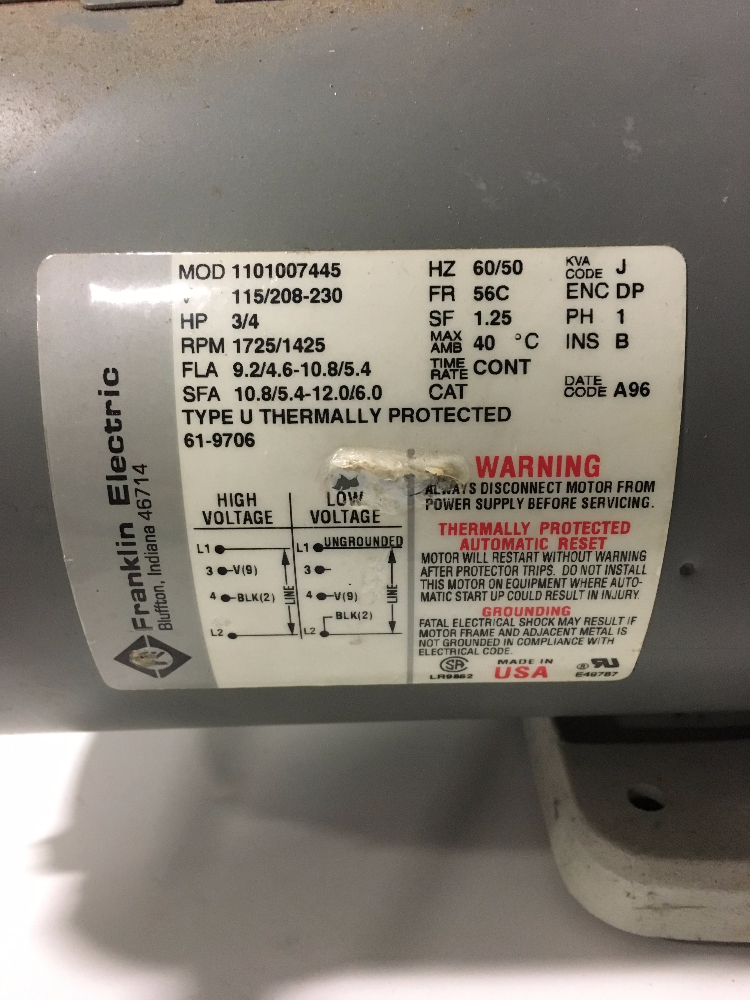 MOD 1101007445
V 115/208-230
HP 3/4
RPM 1725/1425
FLA 9.2/4.6-10.8/5.4
SFA 10.8/5.4-12.0/6.0
TYPE U THERMALLY PROTECTED
61-9706
HZ 60/50
FR 56C
SF 1.25
MAX AMB 40 °C
TIME RATE CONT
CAT
KVA CODE J
ENC DP
PH 1
INS B
DATE CODE A96
Franklin Electric
Bluffton, Indiana 46714
HIGH VOLTAGE
L1
3 V(9)
4 BLK(2)
L2
LINE
LOW VOLTAGE
L1 UNGROUNDED
3
4 V(9)
BLK(2)
L2
LINE
WARNING
ALWAYS DISCONNECT MOTOR FROM
POWER SUPPLY BEFORE SERVICING.
THERMALLY PROTECTED
AUTOMATIC RESET
MOTOR WILL RESTART WITHOUT WARNING
AFTER PROTECTOR TRIPS. DO NOT INSTALL
THIS MOTOR ON EQUIPMENT WHERE AUTO-
MATIC START UP COULD RESULT IN INJURY.
GROUNDING
FATAL ELECTRICAL SHOCK MAY RESULT IF
MOTOR FRAME AND ADJACENT METAL IS
NOT GROUNDED IN COMPLIANCE WITH
ELECTRICAL CODE.
SA
LR9862
MADE IN
USA
® RU
E49787